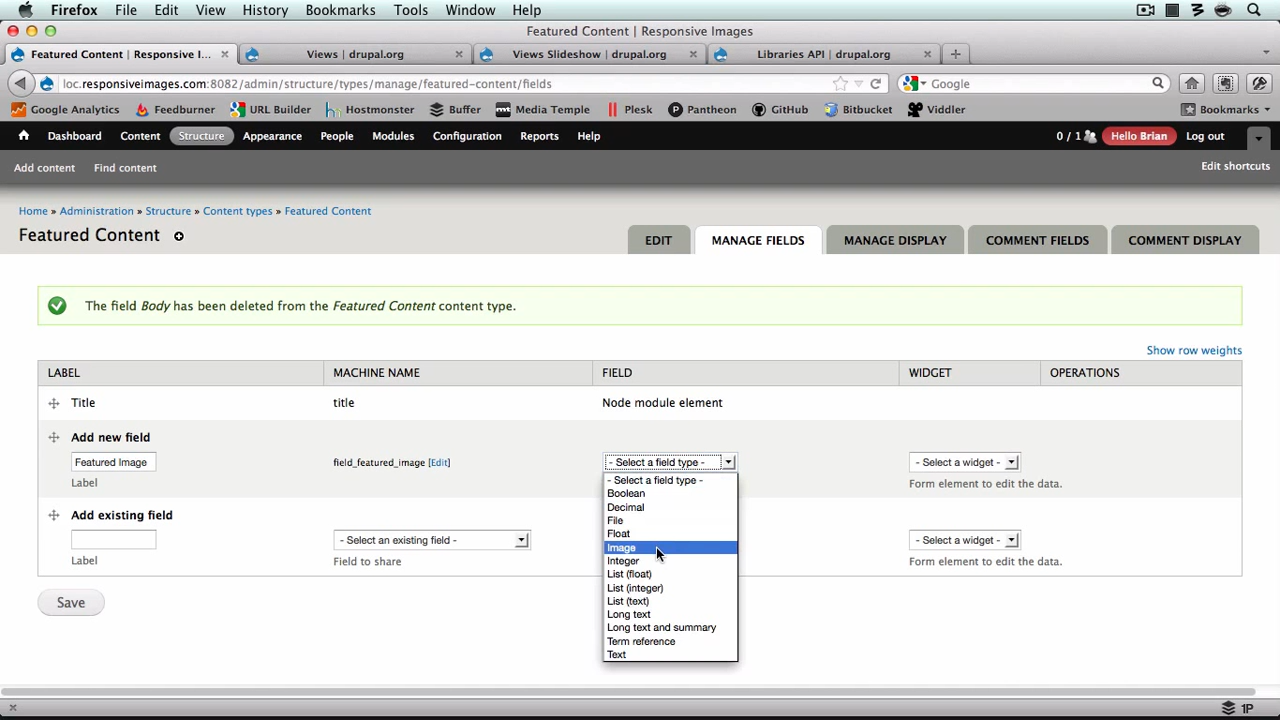 Firefox File Edit View History Bookmarks Tools Window Help
Featured Content | Responsive Images
Featured Content | Responsive I... Views | drupal.org Views Slideshow | drupal.org Libraries API | drupal.org
loc.responsiveimages.com:8082/admin/structure/types/manage/featured-content/fields Google
Google Analytics Feedburner URL Builder Hostmonster Buffer Media Temple Plesk Pantheon GitHub Bitbucket Viddler Bookmarks
Dashboard Content Structure Appearance People Modules Configuration Reports Help 0 / 1 Hello Brian Log out
Add content Find content Edit shortcuts
Home » Administration » Structure » Content types » Featured Content
Featured Content EDIT MANAGE FIELDS MANAGE DISPLAY COMMENT FIELDS COMMENT DISPLAY
The field Body has been deleted from the Featured Content content type.
Show row weights
LABEL MACHINE NAME FIELD WIDGET OPERATIONS
Title title Node module element
Add new field
Featured Image field_featured_image [Edit] - Select a field type - - Select a widget -
Label Form element to edit the data.
- Select a field type -
Boolean
Decimal
File
Float
Image
Integer
List (float)
List (integer)
List (text)
Long text
Long text and summary
Term reference
Text
Add existing field
- Select an existing field - - Select a widget -
Label Field to share Form element to edit the data.
Save
1P